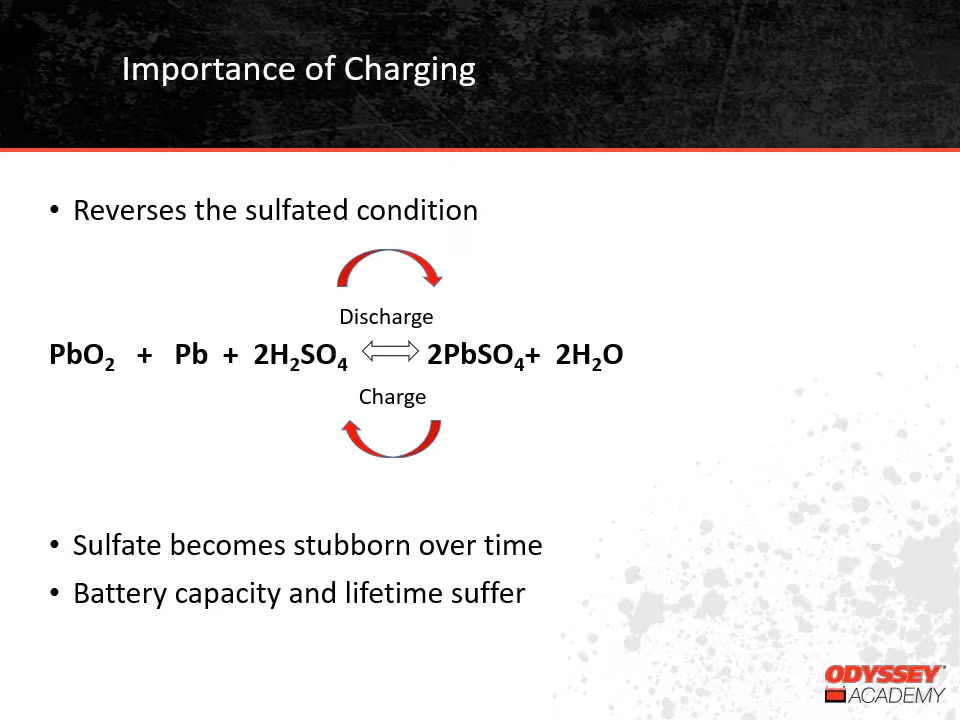 Importance of Charging
• Reverses the sulfated condition
Discharge
PbO₂ + Pb + 2H₂SO₄ ⇔ 2PbSO₄+ 2H₂O
Charge
• Sulfate becomes stubborn over time
• Battery capacity and lifetime suffer
ODYSSEY
ACADEMY